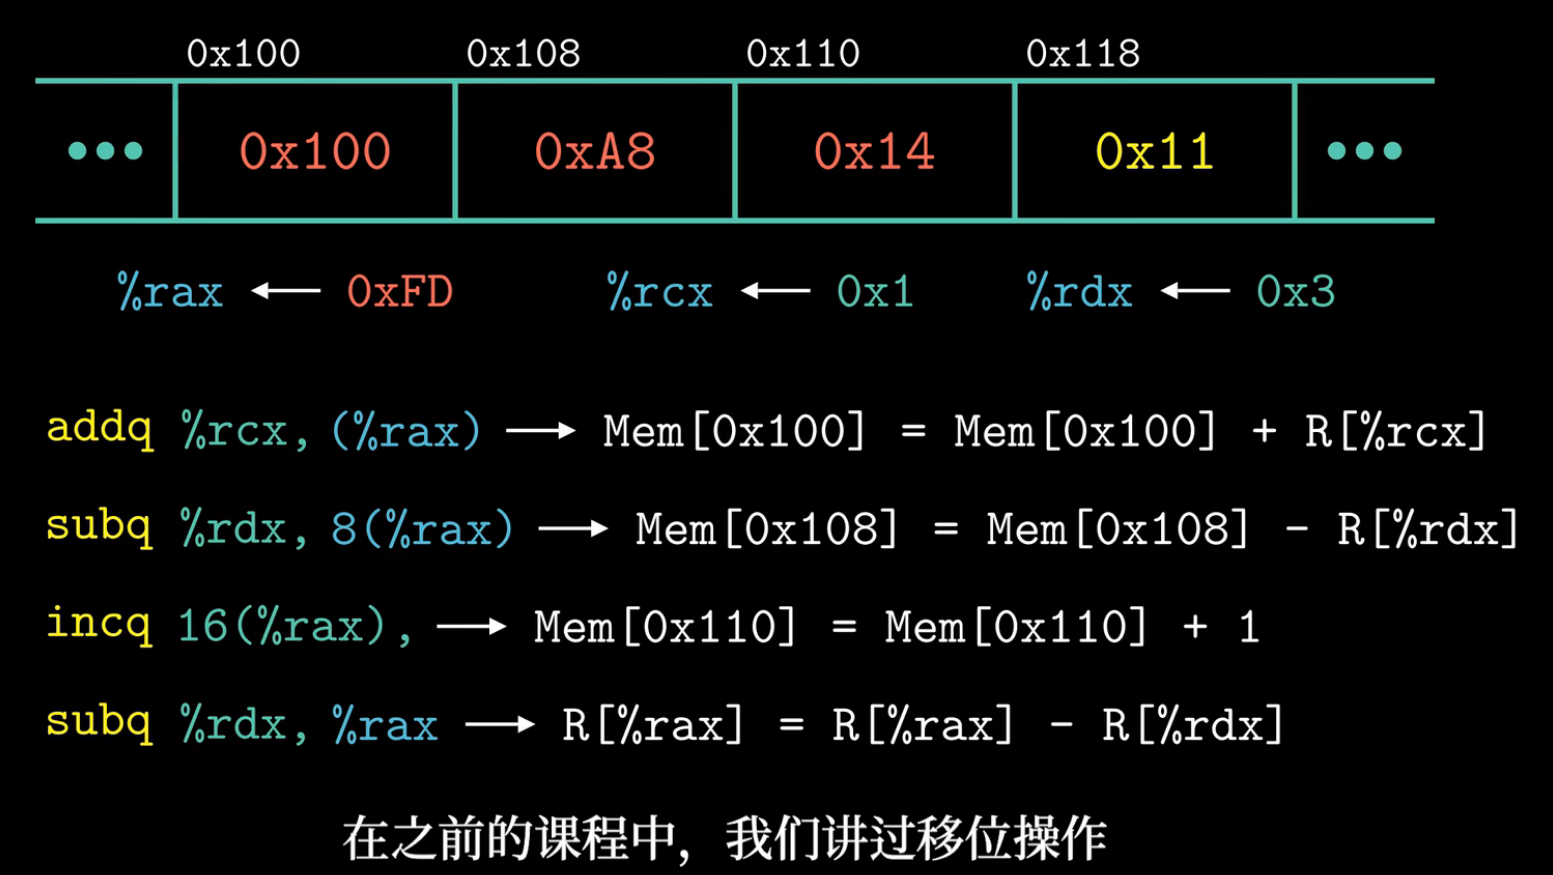 0x100 0x108 0x110 0x118
0x100 0xA8 0x14 0x11
%rax ← 0xFD %rcx ← 0x1 %rdx ← 0x3
addq %rcx, (%rax) → Mem[0x100] = Mem[0x100] + R[%rcx]
subq %rdx, 8(%rax) → Mem[0x108] = Mem[0x108] - R[%rdx]
incq 16(%rax), → Mem[0x110] = Mem[0x110] + 1
subq %rdx, %rax → R[%rax] = R[%rax] - R[%rdx]
在之前的课程中，我们讲过移位操作